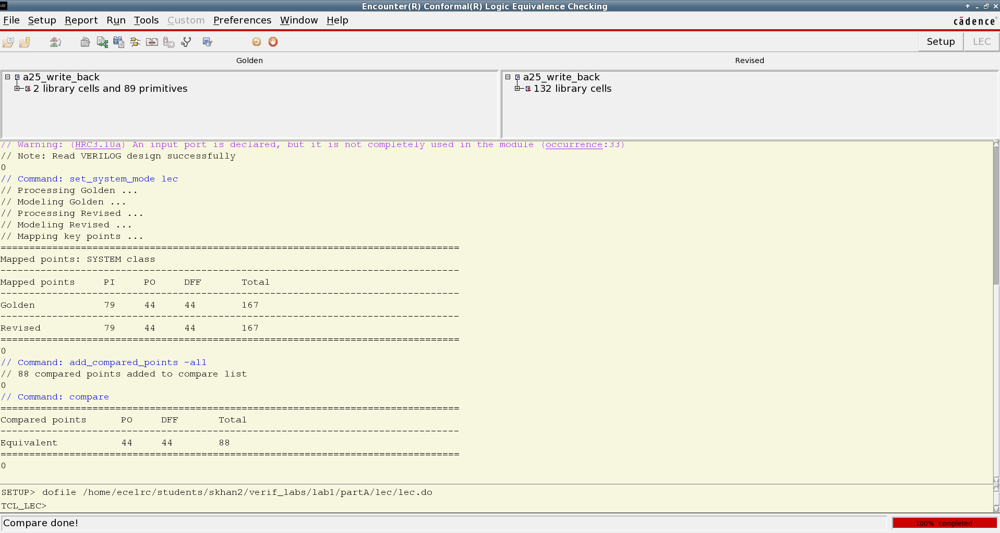 LEC
Encounter(R) Conformal(R) Logic Equivalence Checking
File Setup Report Run Tools Custom Preferences Window Help
cādence®
Setup LEC
Golden Revised
a25_write_back
2 library cells and 89 primitives
a25_write_back
132 library cells
// Warning: (HRC3.10a) An input port is declared, but it is not completely used in the module (occurrence:33)
// Note: Read VERILOG design successfully
0
// Command: set_system_mode lec
// Processing Golden ...
// Modeling Golden ...
// Processing Revised ...
// Modeling Revised ...
// Mapping key points ...
================================================================================
Mapped points: SYSTEM class
--------------------------------------------------------------------------------
Mapped points     PI     PO     DFF       Total
--------------------------------------------------------------------------------
Golden            79     44     44        167
--------------------------------------------------------------------------------
Revised           79     44     44        167
================================================================================
0
// Command: add_compared_points -all
// 88 compared points added to compare list
0
// Command: compare
================================================================================
Compared points      PO     DFF       Total
--------------------------------------------------------------------------------
Equivalent           44     44        88
================================================================================
0
SETUP> dofile /home/ecelrc/students/skhan2/verif_labs/lab1/partA/lec/lec.do
TCL_LEC>
Compare done!
100% completed